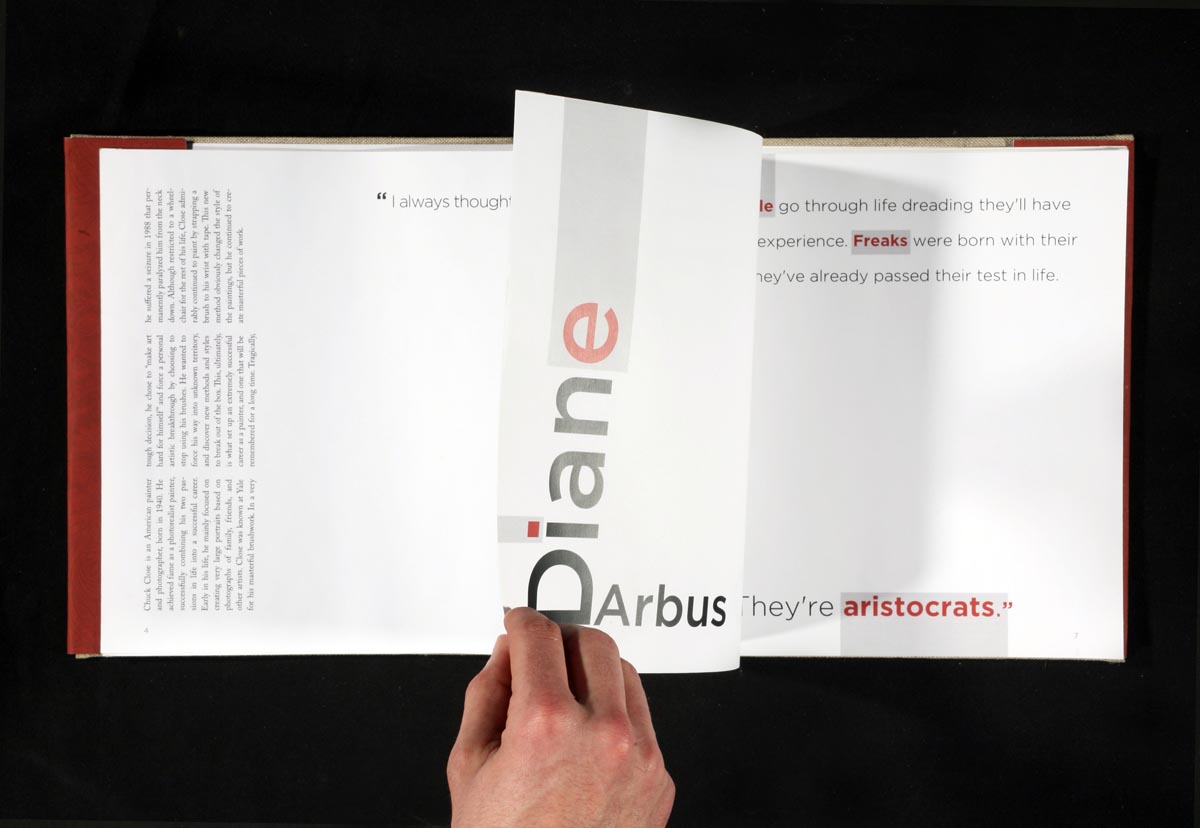 Chuck Close is an American painter
and photographer, born in 1940. He
achieved fame as a photorealist painter,
successfully combining his two pas-
sions in life into a successful career.
Early in his life, he mainly focused on
creating very large portraits based on
photographs of family, friends, and
other artists. Close was known at Yale
for his masterful brushwork. In a very
tough decision, he chose to "make art
hard for himself" and force a personal
artistic breakthrough by choosing to
stop using his brushes. He wanted to
force his way into unknown territory,
and discover new methods and styles
to break out of the box. This, ultimately,
is what set up an extremely successful
career as a painter, and one that will be
remembered for a long time. Tragically,
he suffered a seizure in 1988 that per-
manently paralyzed him from the neck
down. Although restricted to a wheel-
chair for the rest of his life, Close admi-
rably continued to paint by strapping a
brush to his wrist with tape. This new
method obviously changed the style of
the paintings, but he continued to cre-
ate masterful pieces of work.
4
“ I always thought
Diane
Arbus
le go through life dreading they'll have
experience. Freaks were born with their
hey've already passed their test in life.
They're aristocrats.”
7